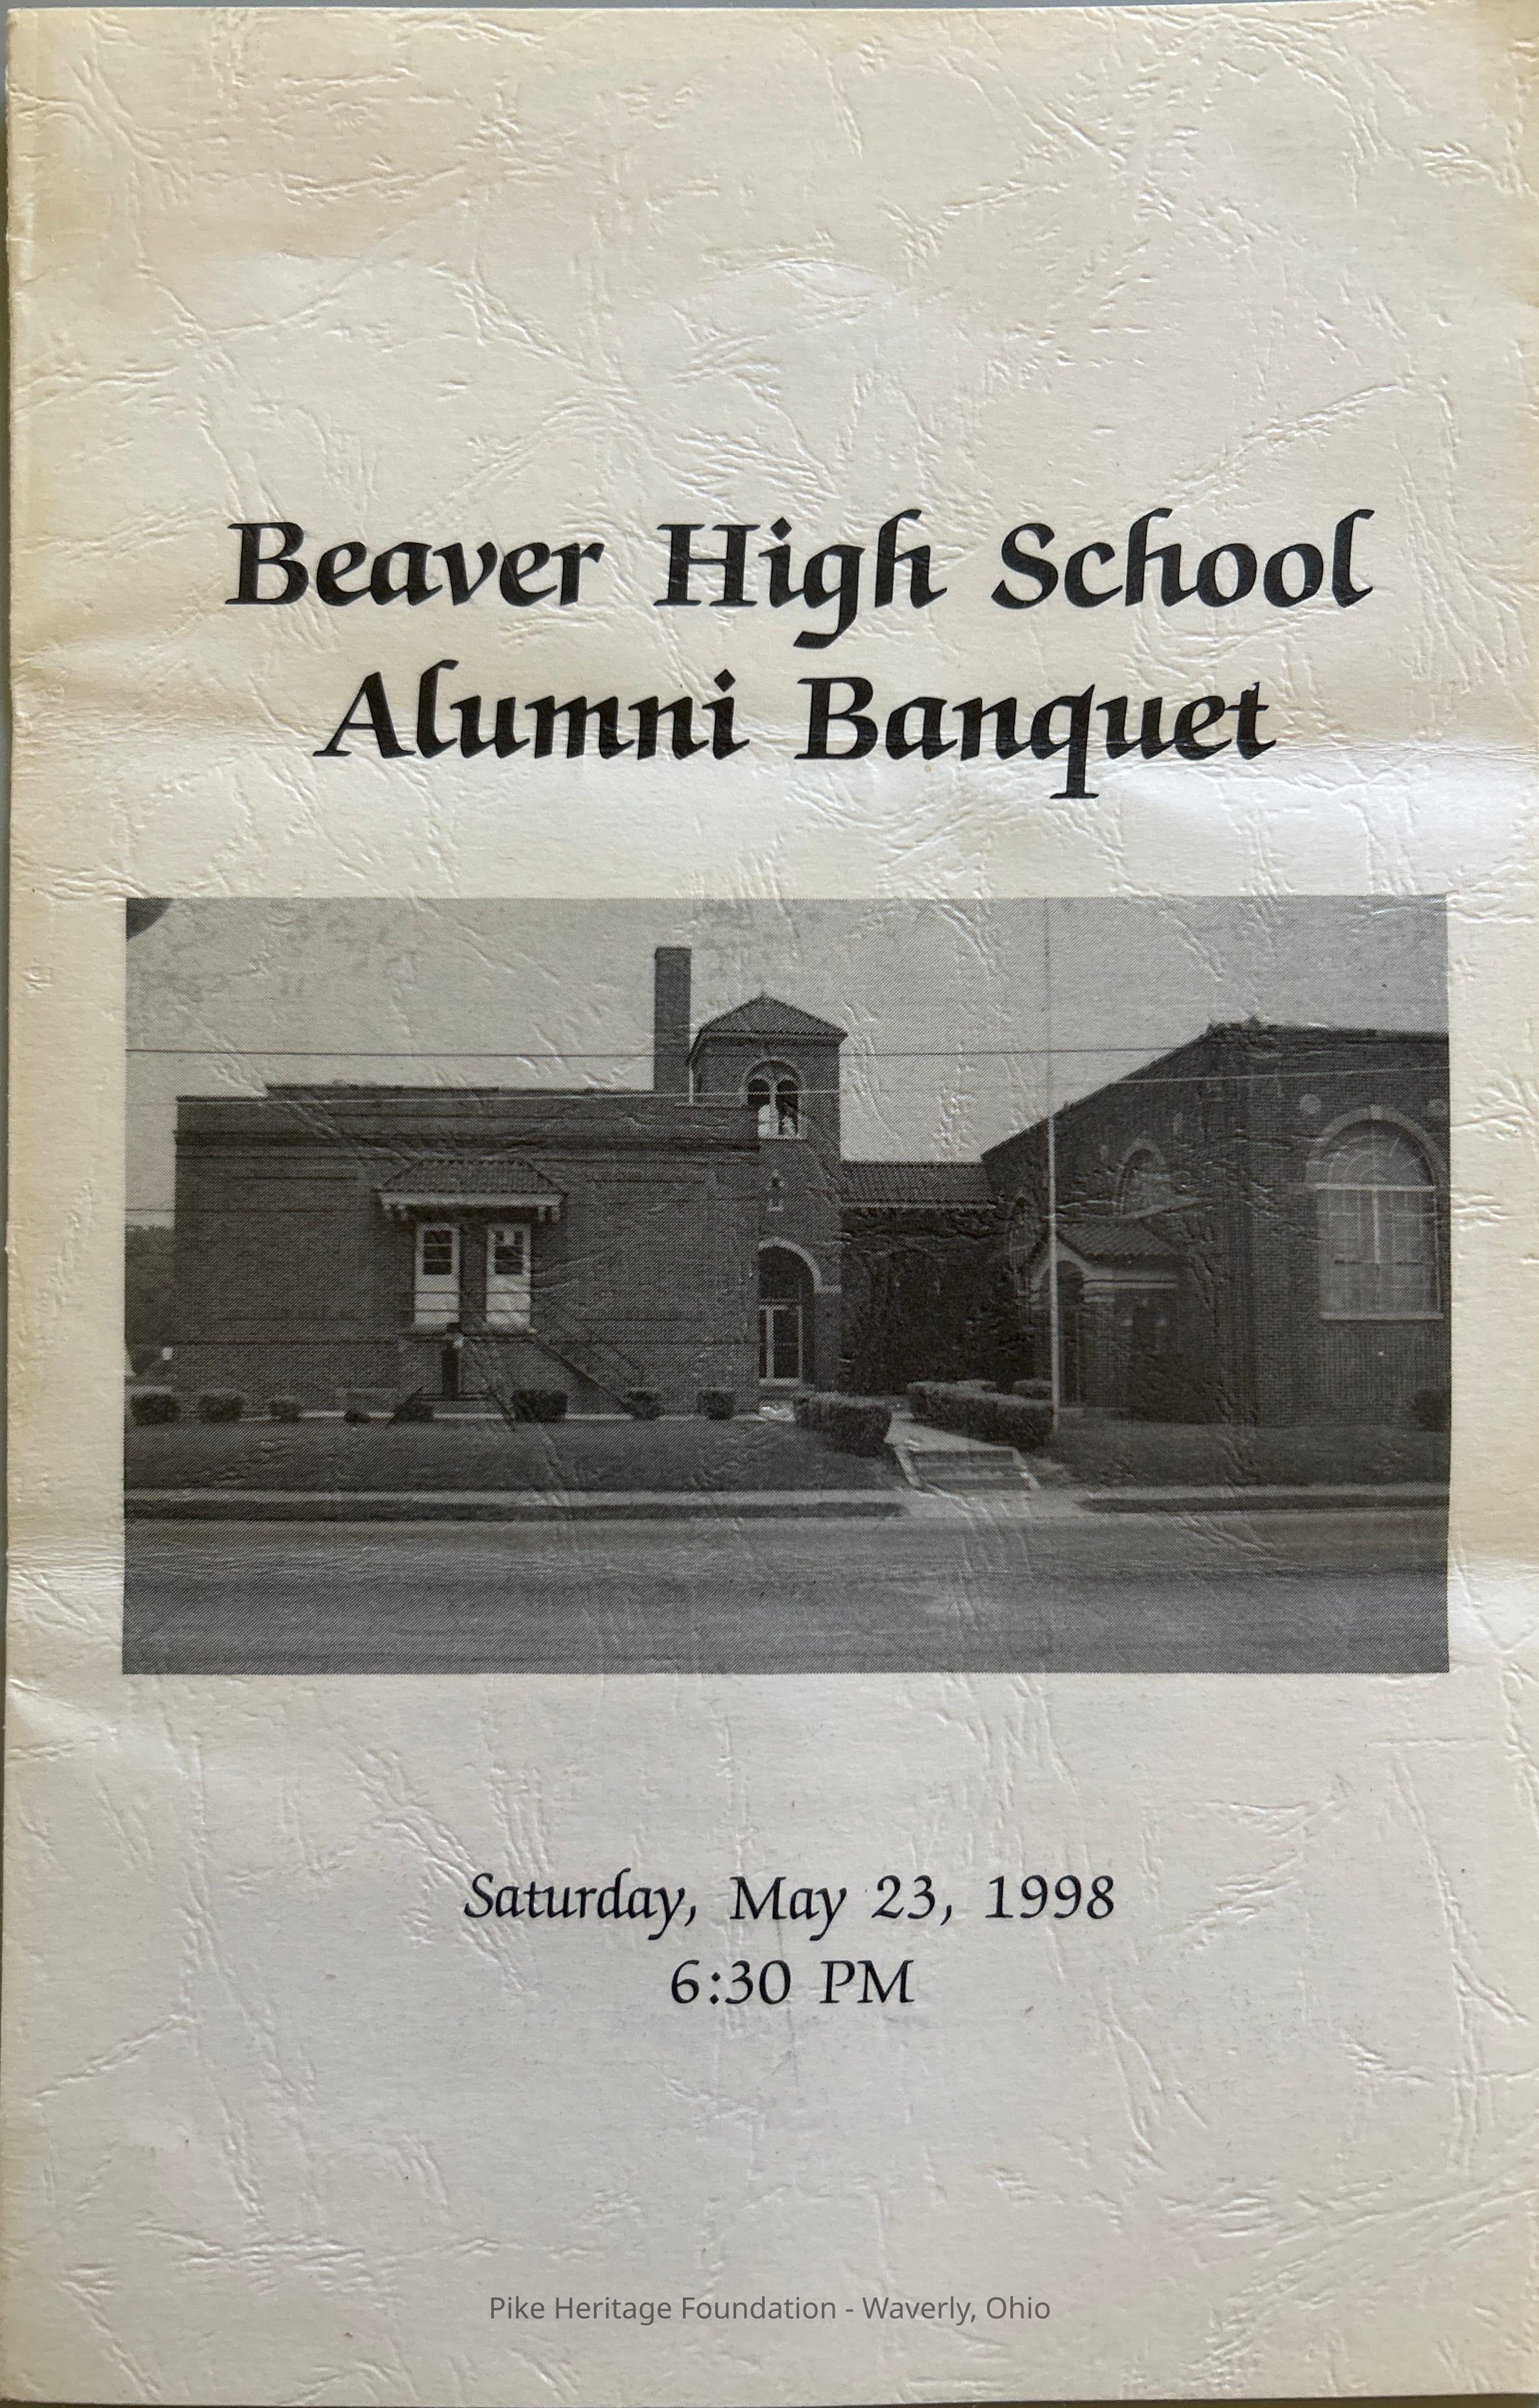 Beaver High School
Alumni Banquet
Saturday, May 23, 1998
6:30 PM
Pike Heritage Foundation - Waverly, Ohio